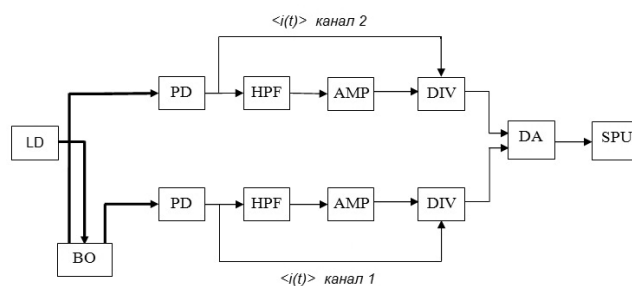 <i(t)> канал 2
PD
HPF
AMP
DIV
LD
DA
SPU
PD
HPF
AMP
DIV
BO
<i(t)> канал 1